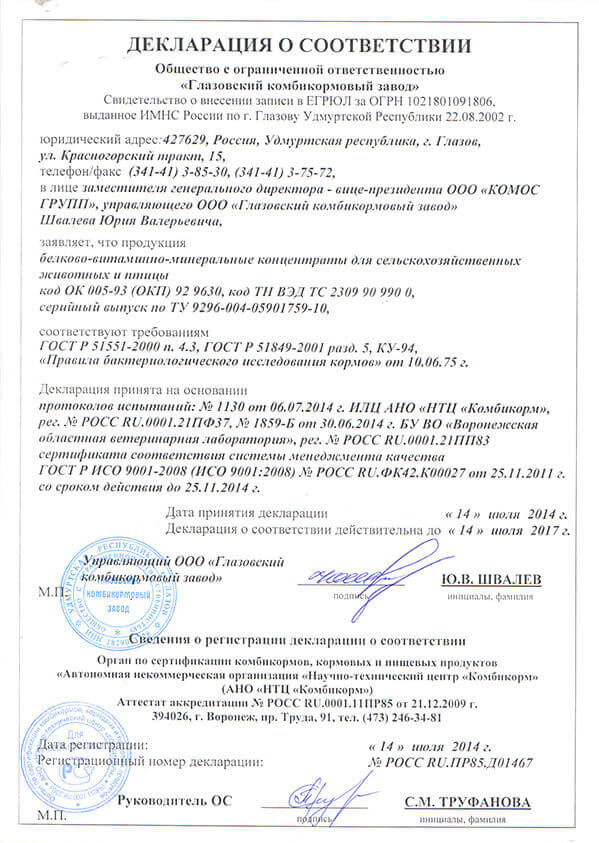 ДЕКЛАРАЦИЯ О СООТВЕТСТВИИ
Общество с ограниченной ответственностью
«Глазовский комбикормовый завод»
Свидетельство о внесении записи в ЕГРЮЛ за ОГРН 1021801091806,
выданное ИМНС России по г. Глазову Удмуртской Республики 22.08.2002 г.
юридический адрес:427629, Россия, Удмуртская республика, г. Глазов,
ул. Красногорский тракт, 15,
телефон/факс (341-41) 3-85-30, (341-41) 3-75-72,
в лице заместителя генерального директора - вице-президента ООО «КОМОС
ГРУПП», управляющего ООО «Глазовский комбикормовый завод»
Швалева Юрия Валерьевича,
заявляет, что продукция
белково-витаминно-минеральные концентраты для сельскохозяйственных
животных и птицы
код ОК 005-93 (ОКП) 92 9630, код ТН ВЭД ТС 2309 90 990 0,
серийный выпуск по ТУ 9296-004-05901759-10,
соответствуют требованиям
ГОСТ Р 51551-2000 п. 4.3, ГОСТ Р 51849-2001 разд. 5, КУ-94,
«Правила бактериологического исследования кормов» от 10.06.75 г.
Декларация принята на основании
протоколов испытаний: № 1130 от 06.07.2014 г. ИЛЦ АНО «НТЦ «Комбикорм»,
рег. № РОСС RU.0001.21ПФ37, № 1859-Б от 30.06.2014 г. БУ ВО «Воронежская
областная ветеринарная лаборатория», рег. № РОСС RU.0001.21ПП83
сертификата соответствия системы менеджмента качества
ГОСТ Р ИСО 9001-2008 (ИСО 9001:2008) № РОСС RU.ФК42.К00027 от 25.11.2011 г.
со сроком действия до 25.11.2014 г.
Дата принятия декларации « 14 » июля 2014 г.
Декларация о соответствии действительна до « 14 » июля 2017 г.
Управляющий ООО «Глазовский
комбикормовый завод»
Ю.В. ШВАЛЕВ
М.П.
подпись
инициалы, фамилия
КОМБИКОРМОВЫЙ
ЗАВОД
Сведения о регистрации декларации о соответствии
Орган по сертификации комбикормов, кормовых и пищевых продуктов
«Автономная некоммерческая организация «Научно-технический центр «Комбикорм»
(АНО «НТЦ «Комбикорм»)
Аттестат аккредитации № РОСС RU.0001.11ПР85 от 21.12.2009 г.
394026, г. Воронеж, пр. Труда, 91, тел. (473) 246-34-81
Для
Дата регистрации: « 14 » июля 2014 г.
Регистрационный номер декларации: № РОСС RU.ПР85.Д01467
Руководитель ОС С.М. ТРУФАНОВА
М.П.
подпись
инициалы, фамилия